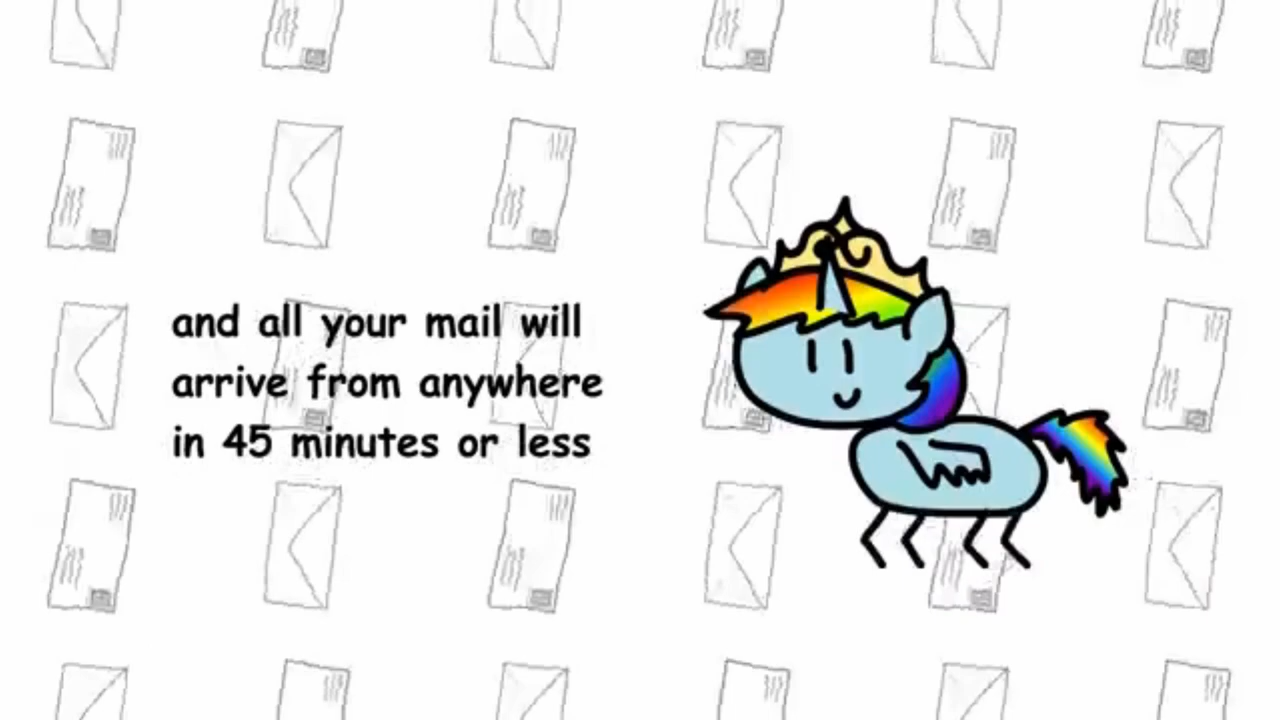 and all your mail will
arrive from anywhere
in 45 minutes or less